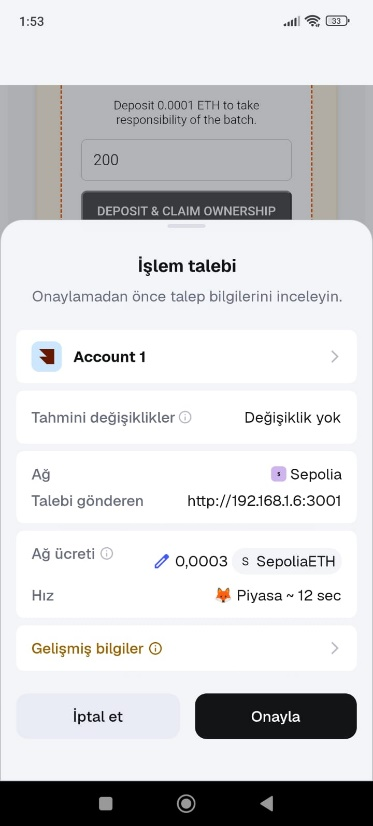 1:53
33
Deposit 0.0001 ETH to take
responsibility of the batch.
200
DEPOSIT & CLAIM OWNERSHIP
İşlem talebi
Onaylamadan önce talep bilgilerini inceleyin.
Account 1
Tahmini değişiklikler Değişiklik yok
Ağ S Sepolia
Talebi gönderen http://192.168.1.6:3001
Ağ ücreti 0,0003 S SepoliaETH
Hız Piyasa ~ 12 sec
Gelişmiş bilgiler
İptal et Onayla